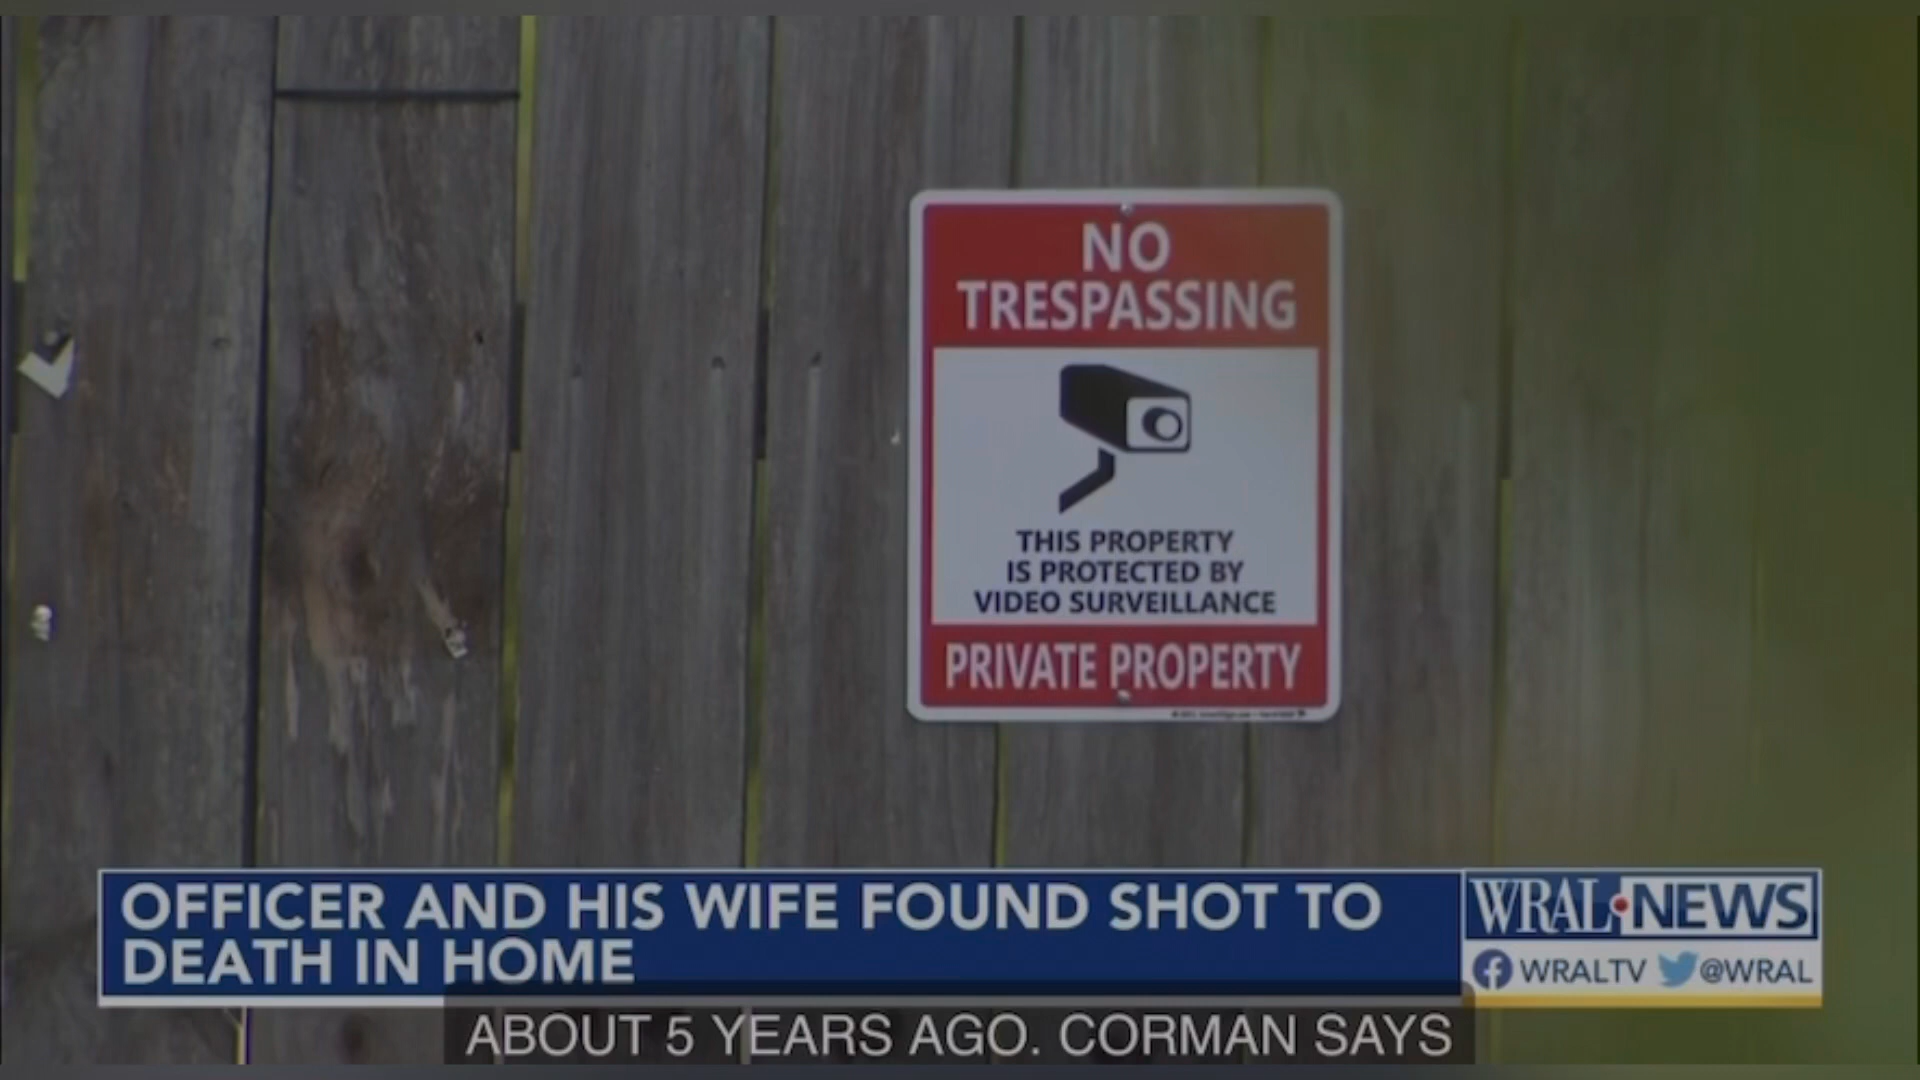 NO
TRESPASSING
THIS PROPERTY
IS PROTECTED BY
VIDEO SURVEILLANCE
PRIVATE PROPERTY
OFFICER AND HIS WIFE FOUND SHOT TO
DEATH IN HOME
WRAL NEWS
WRALTV @WRAL
ABOUT 5 YEARS AGO. CORMAN SAYS